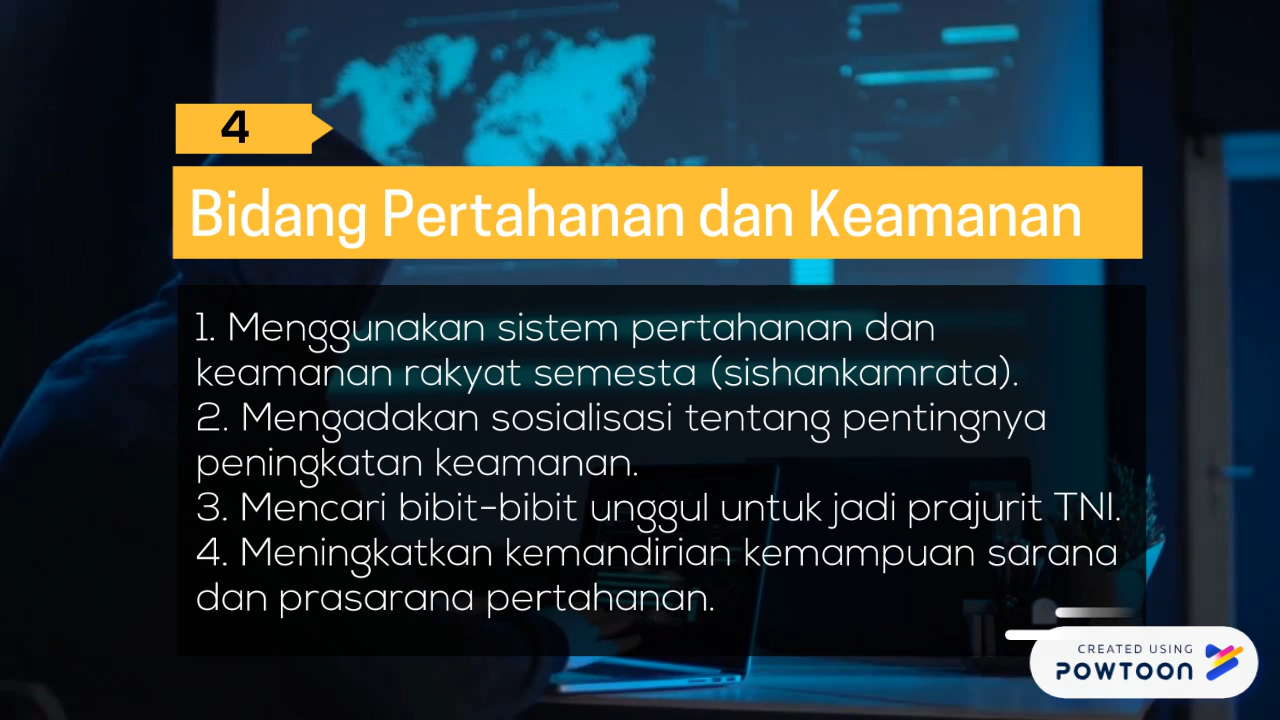 4
Bidang Pertahanan dan Keamanan
1. Menggunakan sistem pertahanan dan
keamanan rakyat semesta (sishankamrata).
2. Mengadakan sosialisasi tentang pentingnya
peningkatan keamanan.
3. Mencari bibit-bibit unggul untuk jadi prajurit TNI.
4. Meningkatkan kemandirian kemampuan sarana
dan prasarana pertahanan.
CREATED USING
POWTOON